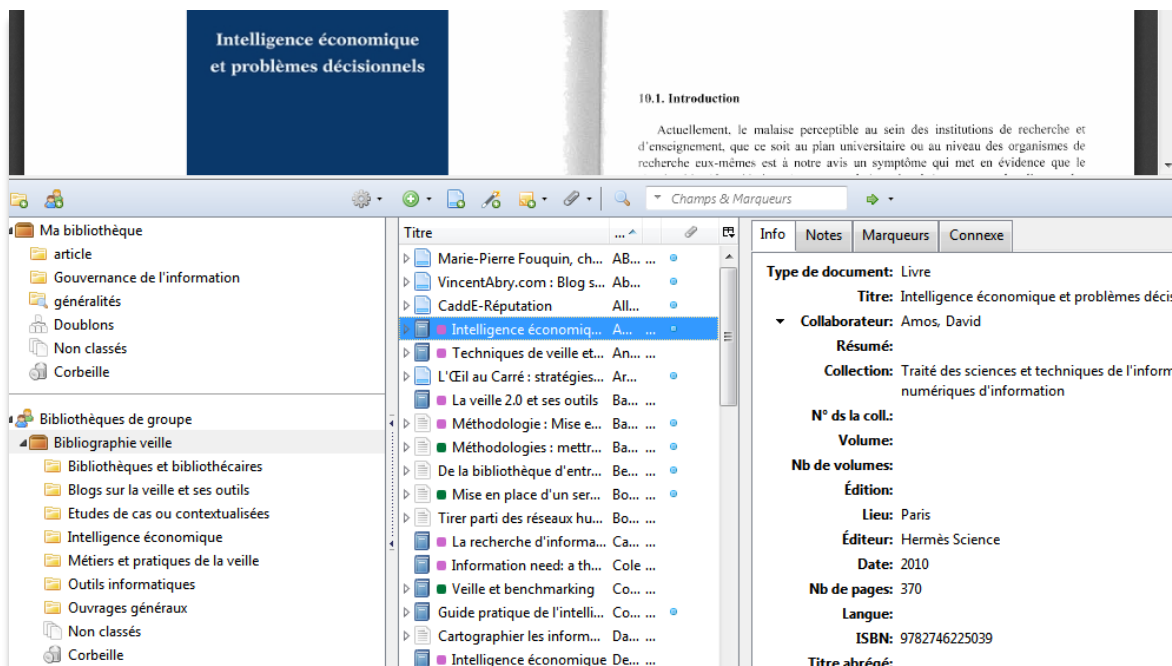 Intelligence économique
et problèmes décisionnels
10.1. Introduction
Actuellement, le malaise perceptible au sein des institutions de recherche et
d'enseignement, que ce soit au plan universitaire ou au niveau des organismes de
recherche eux-mêmes est à notre avis un symptôme qui met en évidence que le
Champs & Marqueurs
Ma bibliothèque
article
Gouvernance de l'information
généralités
Doublons
Non classés
Corbeille
Bibliothèques de groupe
Bibliographie veille
Bibliothèques et bibliothécaires
Blogs sur la veille et ses outils
Etudes de cas ou contextualisées
Intelligence économique
Métiers et pratiques de la veille
Outils informatiques
Ouvrages généraux
Non classés
Corbeille
Titre ...
Marie-Pierre Fouquin, ch... AB... ...
VincentAbry.com : Blog s... Ab...
CaddE-Réputation All...
Intelligence économiq... A... ...
Techniques de veille et... An... ...
L'Œil au Carré : stratégies... Ar...
La veille 2.0 et ses outils Ba... ...
Méthodologie : Mise e... Ba... ...
Méthodologies : mettr... Ba... ...
De la bibliothèque d'entr... Be... ...
Mise en place d'un ser... Bo... ...
Tirer parti des réseaux hu... Bo... ...
La recherche d'informa... Ca... ...
Information need: a th... Cole ...
Veille et benchmarking Co... ...
Guide pratique de l'intelli... Co... ...
Cartographier les inform... Da... ...
Intelligence économique De... ...
Info Notes Marqueurs Connexe
Type de document: Livre
Titre: Intelligence économique et problèmes décis
Collaborateur: Amos, David
Résumé:
Collection: Traité des sciences et techniques de l'inform
numériques d'information
N° ds la coll.:
Volume:
Nb de volumes:
Édition:
Lieu: Paris
Éditeur: Hermès Science
Date: 2010
Nb de pages: 370
Langue:
ISBN: 9782746225039
Titre abrégé: